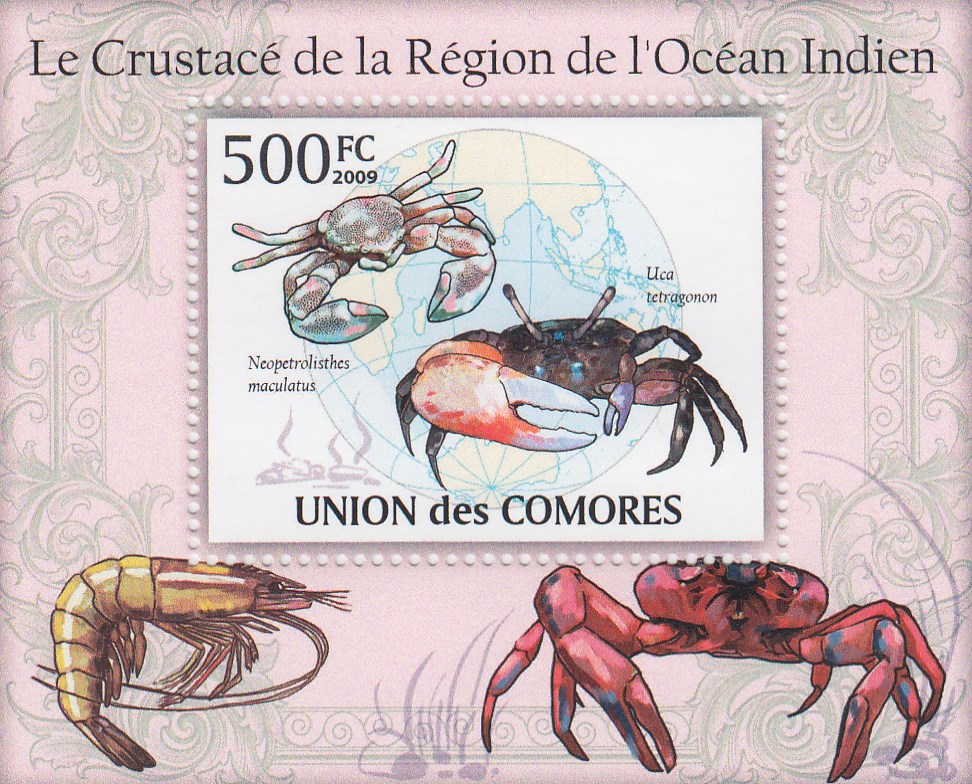 Le Crustacé de la Région de l'Océan Indien
500FC
2009
Uca
tetragonon
Neopetrolisthes
maculatus
UNION des COMORES